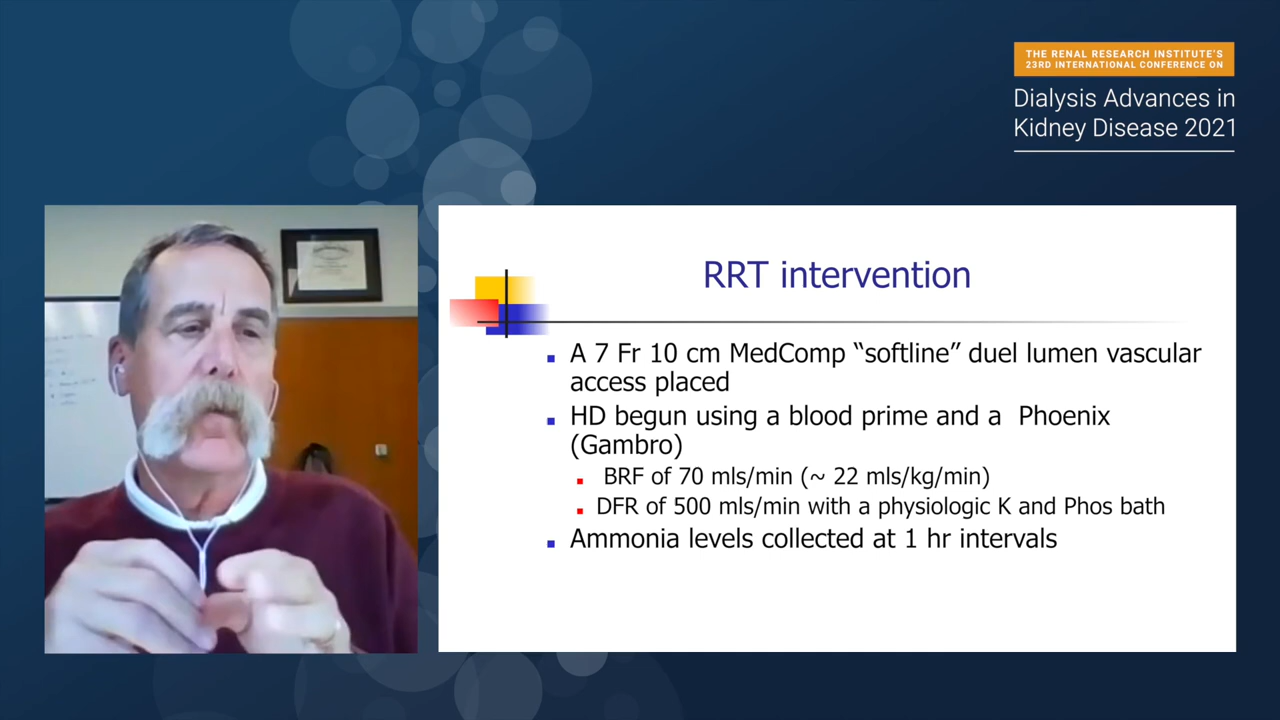 THE RENAL RESEARCH INSTITUTE'S
23RD INTERNATIONAL CONFERENCE ON
Dialysis Advances in
Kidney Disease 2021
RRT intervention
A 7 Fr 10 cm MedComp “softline” duel lumen vascular
access placed
HD begun using a blood prime and a Phoenix
(Gambro)
BRF of 70 mls/min (~ 22 mls/kg/min)
DFR of 500 mls/min with a physiologic K and Phos bath
Ammonia levels collected at 1 hr intervals